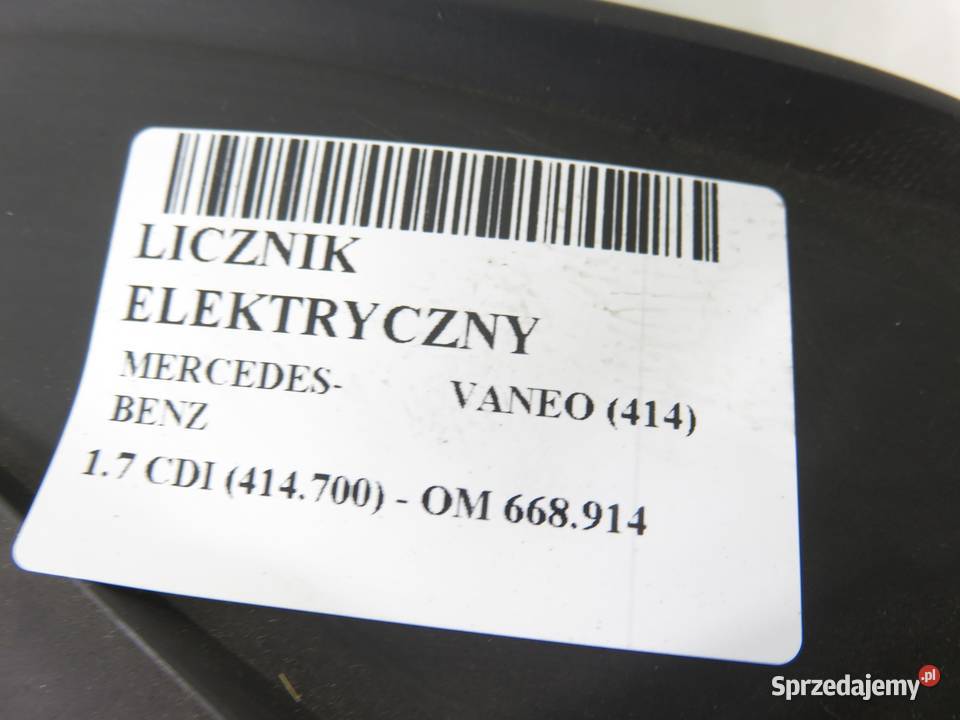 LICZNIK
ELEKTRYCZNY
MERCEDES-
BENZ
VANEO (414)
1.7 CDI (414.700) - OM 668.914
Sprzedajemy.pl